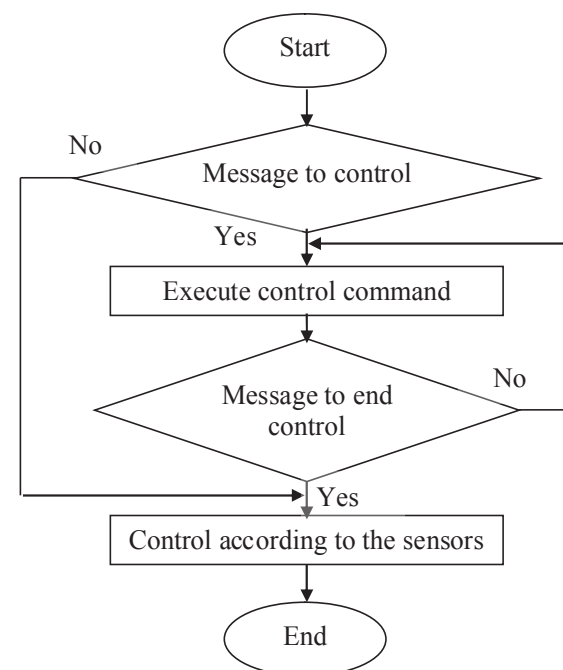 Start
No
Message to control
Yes
Execute control command
Message to end
control
No
Yes
Control according to the sensors
End